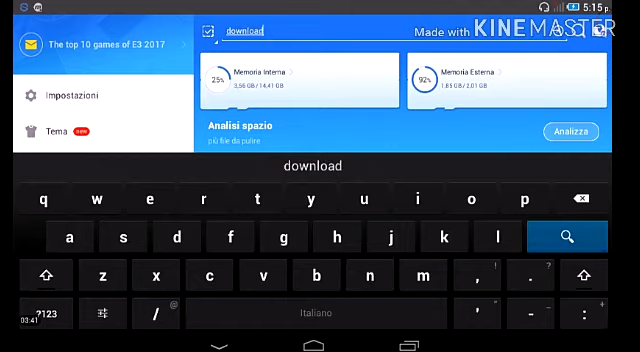 5:15 p.
The top 10 games of E3 2017
download
Made with KINEMASTER
25%
Memoria Interna
3,56 GB / 14,41 GB
92%
Memoria Esterna
1,85 GB / 2,01 GB
Impostazioni
Tema new
Analisi spazio
più file da pulire
Analizza
download
q w e r t y u i o p
a s d f g h j k l
z x c v b n m , ! . ?
?123 / @ Italiano ' " - _ : +
03:41